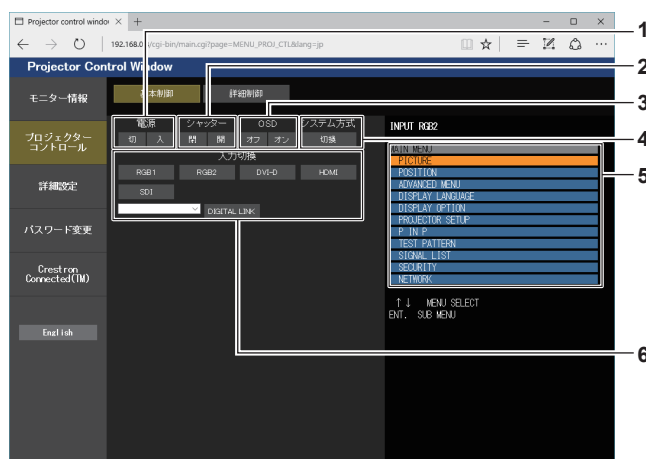 Projector control windo
192.168.0
/cgi-bin/main.cgi?page=MENU_PROJ_CTL&lang=jp
Projector Control Window
モニター情報
プロジェクター
コントロール
詳細設定
パスワード変更
Crestron
Connected(TM)
English
基本制御
詳細制御
電源
シャッター
OSD
システム方式
切 入
閉 開
オフ オン
切換
入力切換
RGB1 RGB2 DVI-D HDMI
SDI
DIGITAL LINK
INPUT RGB2
MAIN MENU
PICTURE
POSITION
ADVANCED MENU
DISPLAY LANGUAGE
DISPLAY OPTION
PROJECTOR SETUP
P IN P
TEST PATTERN
SIGNAL LIST
SECURITY
NETWORK
↑↓ MENU SELECT
ENT. SUB MENU
1
2
3
4
5
6